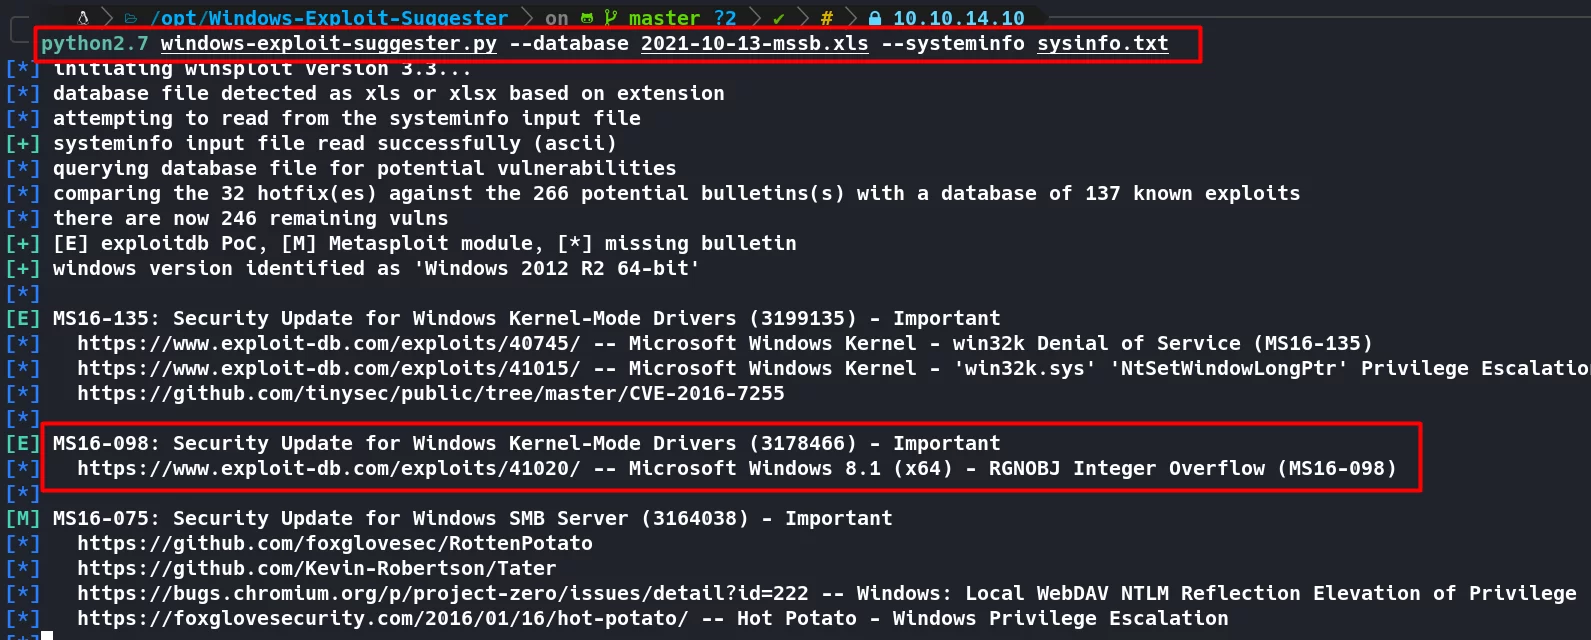 /opt/Windows-Exploit-Suggester on master ?2 ✔ # 10.10.14.10
python2.7 windows-exploit-suggester.py --database 2021-10-13-mssb.xls --systeminfo sysinfo.txt
[*] initiating winsploit version 3.3...
[*] database file detected as xls or xlsx based on extension
[*] attempting to read from the systeminfo input file
[+] systeminfo input file read successfully (ascii)
[*] querying database file for potential vulnerabilities
[*] comparing the 32 hotfix(es) against the 266 potential bulletins(s) with a database of 137 known exploits
[*] there are now 246 remaining vulns
[+] [E] exploitdb PoC, [M] Metasploit module, [*] missing bulletin
[+] windows version identified as 'Windows 2012 R2 64-bit'
[*]
[E] MS16-135: Security Update for Windows Kernel-Mode Drivers (3199135) - Important
[*] https://www.exploit-db.com/exploits/40745/ -- Microsoft Windows Kernel - win32k Denial of Service (MS16-135)
[*] https://www.exploit-db.com/exploits/41015/ -- Microsoft Windows Kernel - 'win32k.sys' 'NtSetWindowLongPtr' Privilege Escalatio
[*] https://github.com/tinysec/public/tree/master/CVE-2016-7255
[*]
[E] MS16-098: Security Update for Windows Kernel-Mode Drivers (3178466) - Important
[*] https://www.exploit-db.com/exploits/41020/ -- Microsoft Windows 8.1 (x64) - RGNOBJ Integer Overflow (MS16-098)
[*]
[M] MS16-075: Security Update for Windows SMB Server (3164038) - Important
[*] https://github.com/foxglovesec/RottenPotato
[*] https://github.com/Kevin-Robertson/Tater
[*] https://bugs.chromium.org/p/project-zero/issues/detail?id=222 -- Windows: Local WebDAV NTLM Reflection Elevation of Privilege
[*] https://foxglovesecurity.com/2016/01/16/hot-potato/ -- Hot Potato - Windows Privilege Escalation
[*]